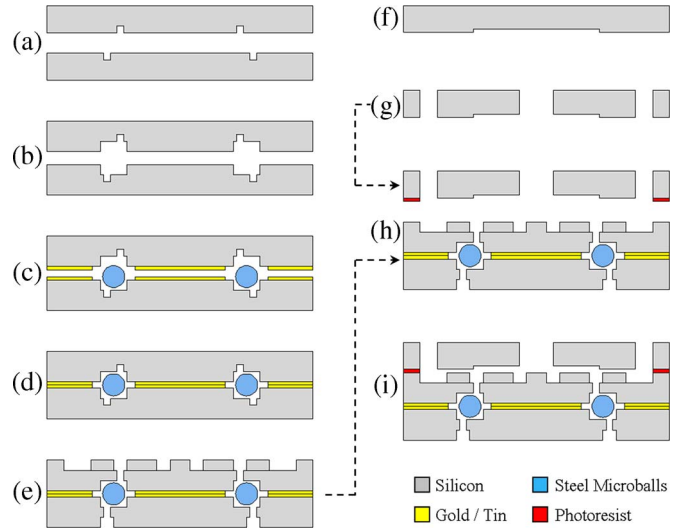 (a)
(b)
(c)
(d)
(e)
(f)
(g)
(h)
(i)
Silicon
Steel Microballs
Gold / Tin
Photoresist